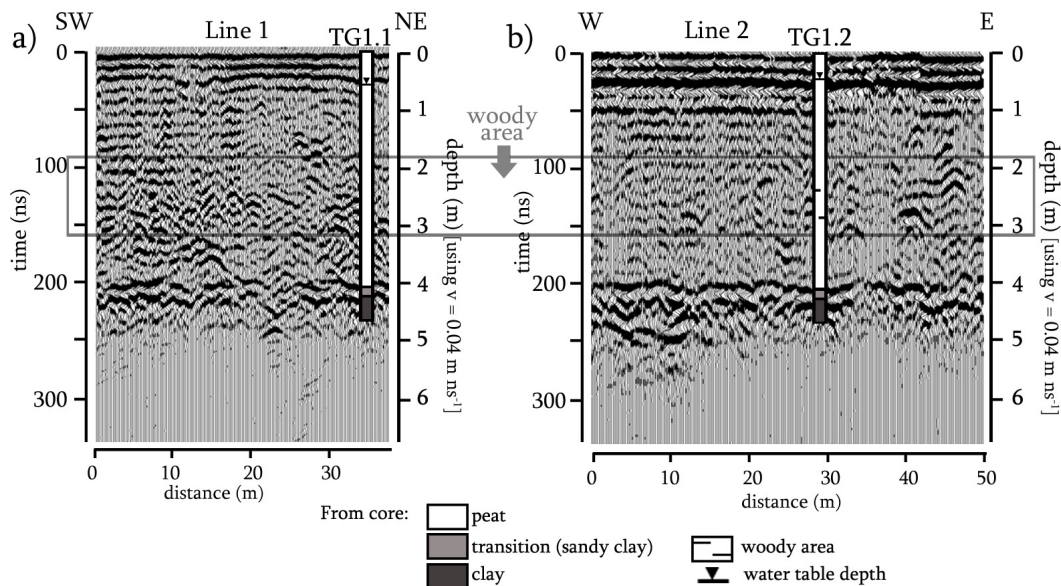 SW
Line 1
TG1.1
NE
a)
W
Line 2
TG1.2
E
b)
time (ns)
0
100
200
300
depth (m) [using v = 0.04 m ns⁻¹]
0
1
2
3
4
5
6
0
10
20
30
distance (m)
woody
area
time (ns)
0
100
200
300
depth (m) [using v = 0.04 m ns⁻¹]
0
1
2
3
4
5
6
0
10
20
30
40
50
distance (m)
From core:
peat
transition (sandy clay)
clay
woody area
water table depth